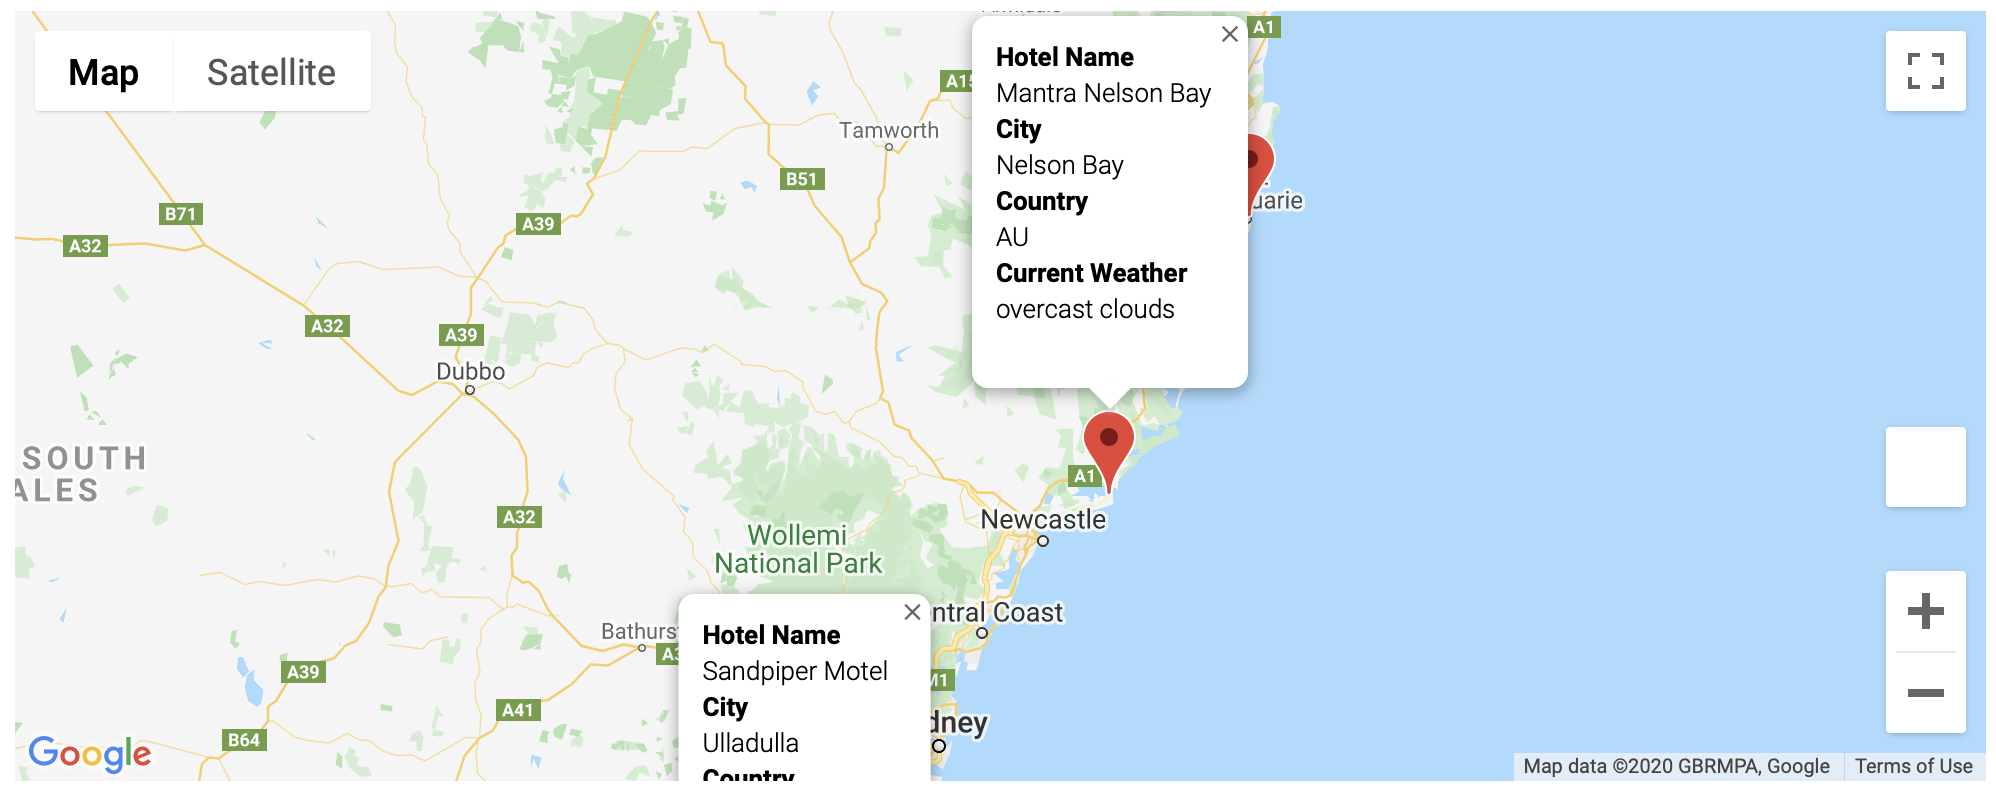 Map
Satellite
A1
A15
Tamworth
B51
B71
A39
A32
Hotel Name
Mantra Nelson Bay
City
Nelson Bay
Country
AU
Current Weather
overcast clouds
uarie
A32
A39
Dubbo
SOUTH
ALES
A1
A32
Newcastle
Wollemi
National Park
ntral Coast
Bathurst
A3
A39
M1
A41
B64
dney
Hotel Name
Sandpiper Motel
City
Ulladulla
Country
Google
Map data ©2020 GBRMPA, Google
Terms of Use